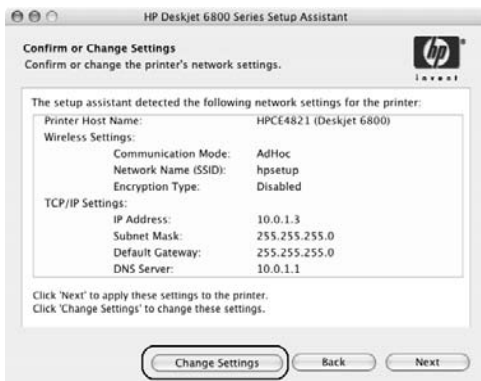 HP Deskjet 6800 Series Setup Assistant
Confirm or Change Settings
Confirm or change the printer's network settings.
hp
invent
The setup assistant detected the following network settings for the printer:
Printer Host Name: HPCE4821 (Deskjet 6800)
Wireless Settings:
Communication Mode: AdHoc
Network Name (SSID): hpsetup
Encryption Type: Disabled
TCP/IP Settings:
IP Address: 10.0.1.3
Subnet Mask: 255.255.255.0
Default Gateway: 255.255.255.0
DNS Server: 10.0.1.1
Click 'Next' to apply these settings to the printer.
Click 'Change Settings' to change these settings.
Change Settings Back Next